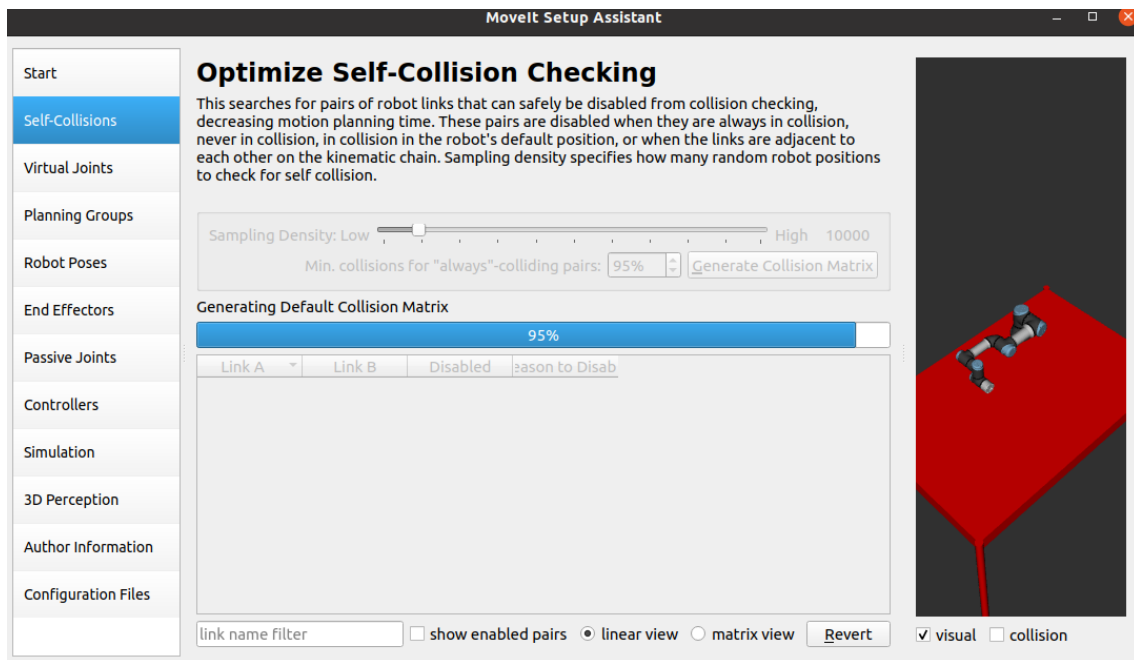 MoveIt Setup Assistant
Start
Self-Collisions
Virtual Joints
Planning Groups
Robot Poses
End Effectors
Passive Joints
Controllers
Simulation
3D Perception
Author Information
Configuration Files
Optimize Self-Collision Checking
This searches for pairs of robot links that can safely be disabled from collision checking,
decreasing motion planning time. These pairs are disabled when they are always in collision,
never in collision, in collision in the robot's default position, or when the links are adjacent to
each other on the kinematic chain. Sampling density specifies how many random robot positions
to check for self collision.
Sampling Density: Low High 10000
Min. collisions for "always"-colliding pairs: 95% Generate Collision Matrix
Generating Default Collision Matrix
95%
Link A Link B Disabled eason to Disab
link name filter show enabled pairs linear view matrix view Revert
visual collision